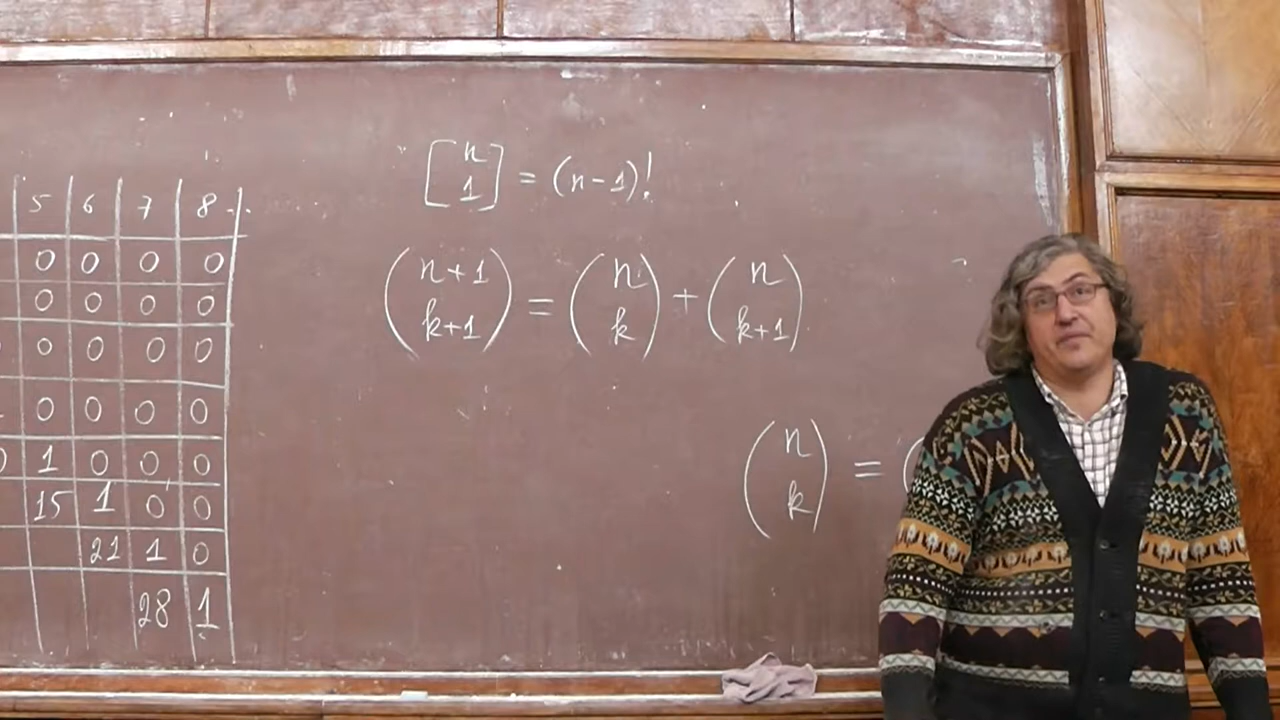 5 6 7 8 . .
0 0 0 0
0 0 0 0
0 0 0 0
0 0 0 0
0 1 0 0 0
15 1 0 0
21 1 0
28 1
[n 1] = (n-1)!
(n+1 k+1) = (n k) + (n k+1)
(n k) = (